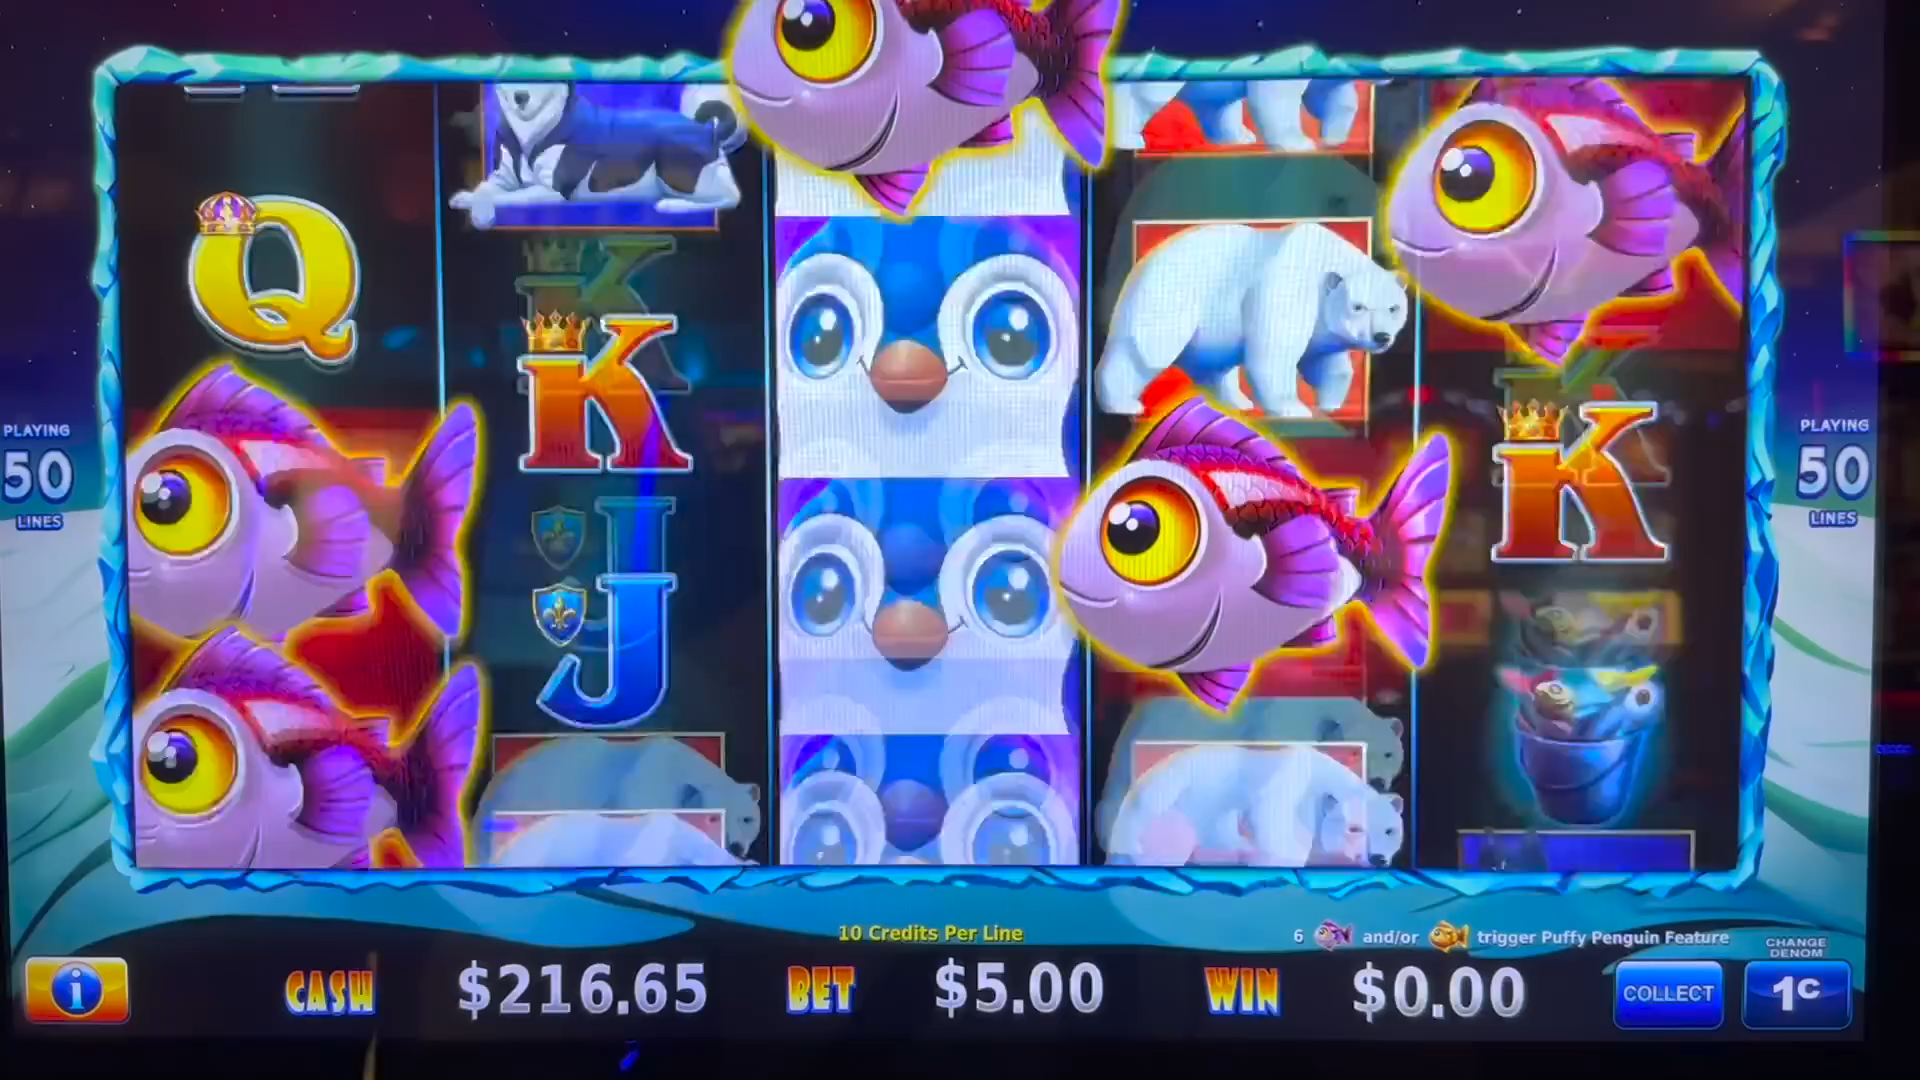 Q
K
K
J
PLAYING
50
LINES
PLAYING
50
LINES
10 Credits Per Line
6 and/or trigger Puffy Penguin Feature
i
CASH $216.65
BET $5.00
WIN $0.00
COLLECT
CHANGE
DENOM
1¢